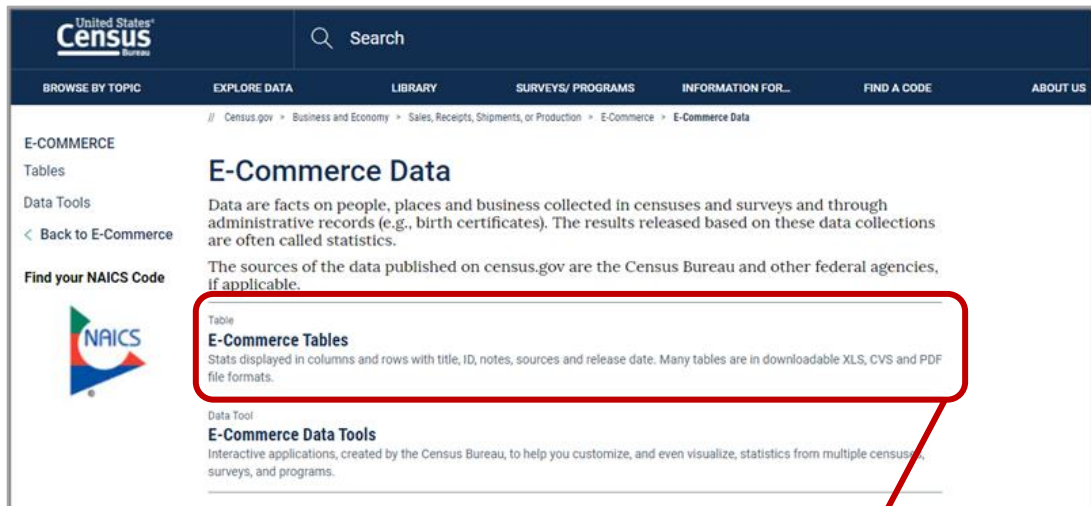 United States®
Census
Bureau
Search
BROWSE BY TOPIC
EXPLORE DATA
LIBRARY
SURVEYS/ PROGRAMS
INFORMATION FOR...
FIND A CODE
ABOUT US
// Census.gov > Business and Economy > Sales, Receipts, Shipments, or Production > E-Commerce > E-Commerce Data
E-COMMERCE
Tables
Data Tools
< Back to E-Commerce
Find your NAICS Code
NAICS
®
E-Commerce Data
Data are facts on people, places and business collected in censuses and surveys and through
administrative records (e.g., birth certificates). The results released based on these data collections
are often called statistics.
The sources of the data published on census.gov are the Census Bureau and other federal agencies,
if applicable.
Table
E-Commerce Tables
Stats displayed in columns and rows with title, ID, notes, sources and release date. Many tables are in downloadable XLS, CVS and PDF
file formats.
Data Tool
E-Commerce Data Tools
Interactive applications, created by the Census Bureau, to help you customize, and even visualize, statistics from multiple censuses,
surveys, and programs.